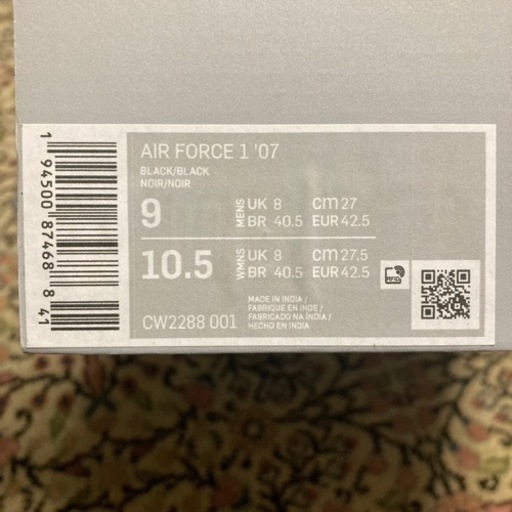 1 94500 87468 8 41
AIR FORCE 1 '07
BLACK/BLACK
NOIR/NOIR
9 MENS UK 8 cm 27
BR 40.5 EUR 42.5
10.5 WMNS UK 8 cm 27.5
BR 40.5 EUR 42.5
RFID
CW2288 001
MADE IN INDIA /
FABRIQUE EN INDE /
FABRICADO NA ÍNDIA /
HECHO EN INDIA